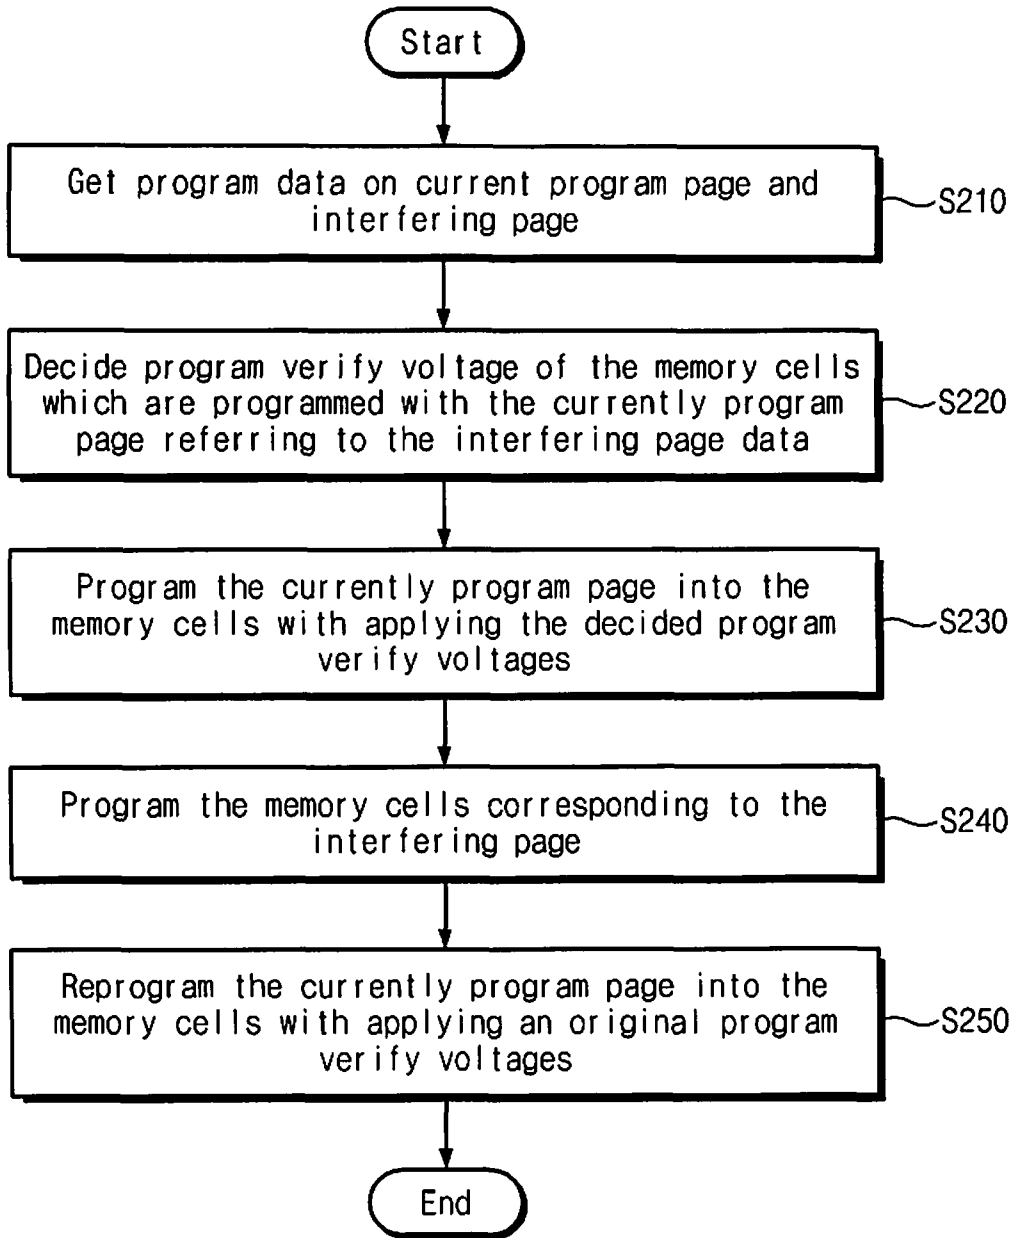 Start
Get program data on current program page and
interfering page
S210
Decide program verify voltage of the memory cells
which are programmed with the currently program
page referring to the interfering page data
S220
Program the currently program page into the
memory cells with applying the decided program
verify voltages
S230
Program the memory cells corresponding to the
interfering page
S240
Reprogram the currently program page into the
memory cells with applying an original program
verify voltages
S250
End